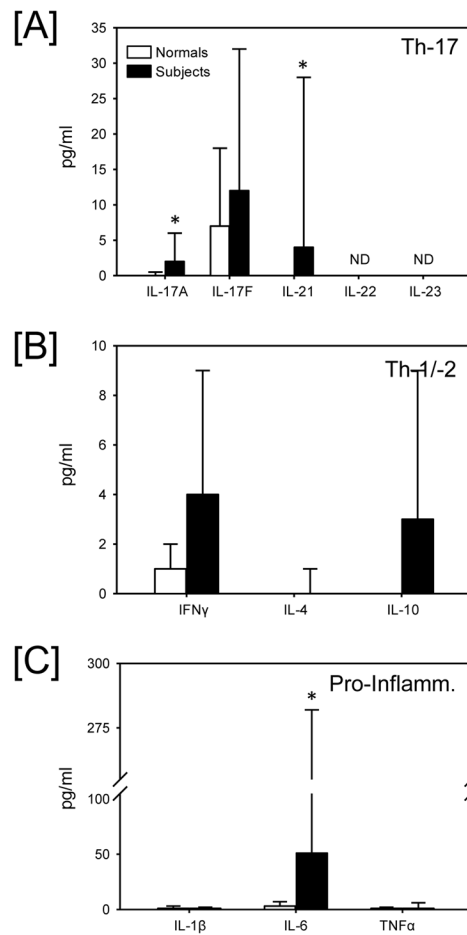 [A]
Th-17
35
30
25
20
15
10
5
0
pg/ml
Normals
Subjects
*
*
ND
ND
IL-17A IL-17F IL-21 IL-22 IL-23
[B]
Th-1/-2
10
8
6
4
2
0
pg/ml
IFNγ IL-4 IL-10
[C]
Pro-Inflamm.
300
275
100
50
0
pg/ml
*
IL-1β IL-6 TNFα